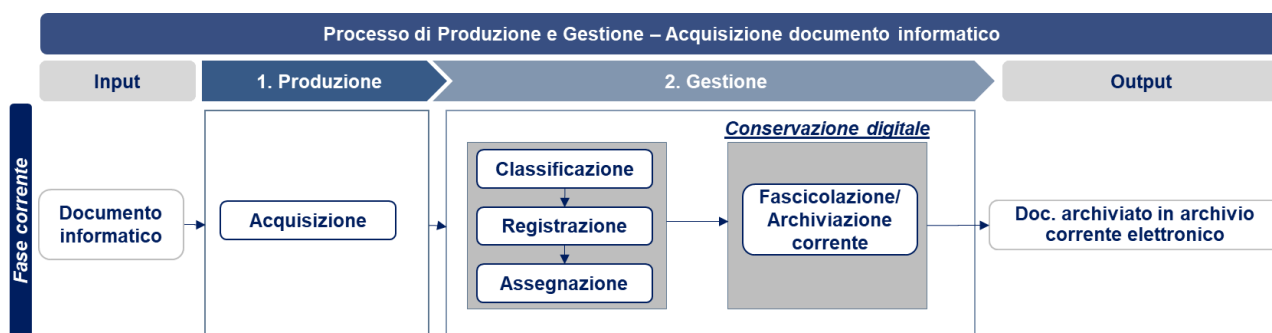 Processo di Produzione e Gestione – Acquisizione documento informatico
Input
1. Produzione
2. Gestione
Output
Fase corrente
Documento
informatico
Acquisizione
Classificazione
Registrazione
Assegnazione
Conservazione digitale
Fascicolazione/
Archiviazione
corrente
Doc. archiviato in archivio
corrente elettronico